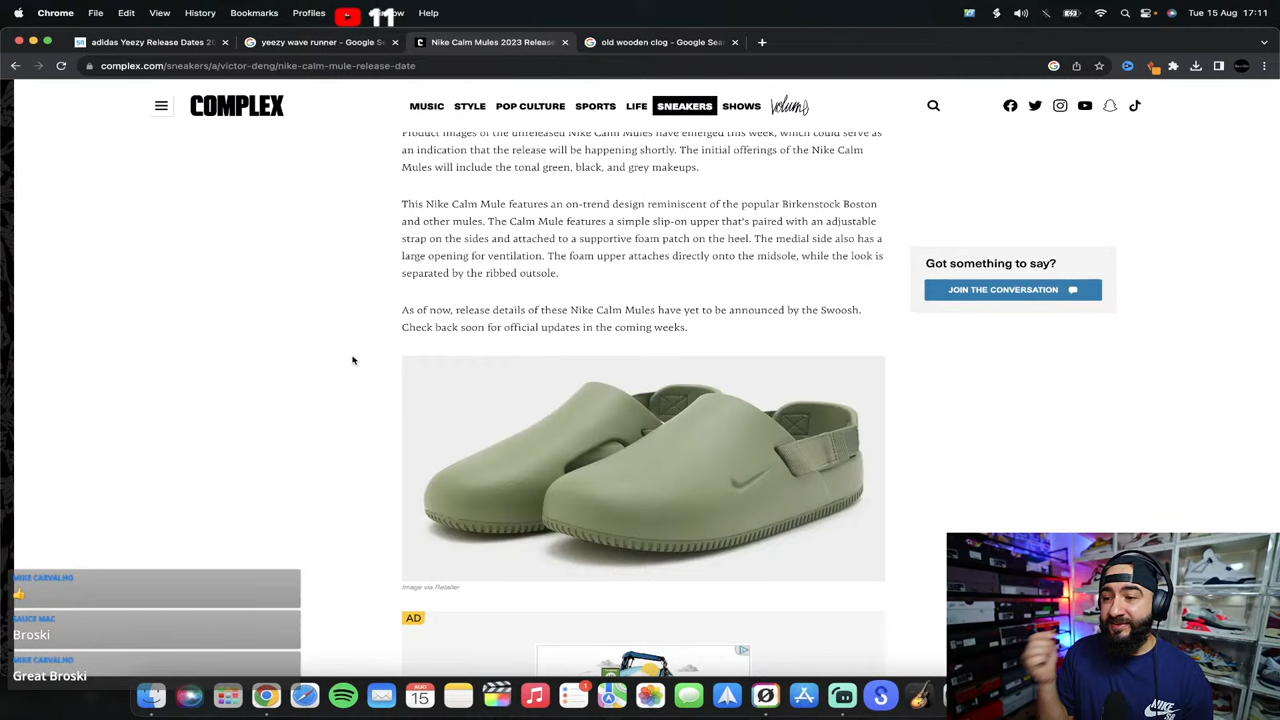 Chrome File Edit View History Bookmarks Profiles Window Help
11
Tue 15 Aug 17:11
adidas Yeezy Release Dates 20
yeezy wave runner - Google Se
Nike Calm Mules 2023 Release
old wooden clog - Google Sear
complex.com/sneakers/a/victor-deng/nike-calm-mule-release-date
COMPLEX
MUSIC STYLE POP CULTURE SPORTS LIFE SNEAKERS SHOWS Volume
Product images of the unreleased Nike Calm Mules have emerged this week, which could serve as
an indication that the release will be happening shortly. The initial offerings of the Nike Calm
Mules will include the tonal green, black, and grey makeups.
This Nike Calm Mule features an on-trend design reminiscent of the popular Birkenstock Boston
and other mules. The Calm Mule features a simple slip-on upper that's paired with an adjustable
strap on the sides and attached to a supportive foam patch on the heel. The medial side also has a
large opening for ventilation. The foam upper attaches directly onto the midsole, while the look is
separated by the ribbed outsole.
Got something to say?
JOIN THE CONVERSATION
As of now, release details of these Nike Calm Mules have yet to be announced by the Swoosh.
Check back soon for official updates in the coming weeks.
Image via Retailer
AD
MIKE CARVALHO
👍
SAUCE MAC
Broski
MIKE CARVALHO
Great Broski
AUG
15
1
NIKE
SB